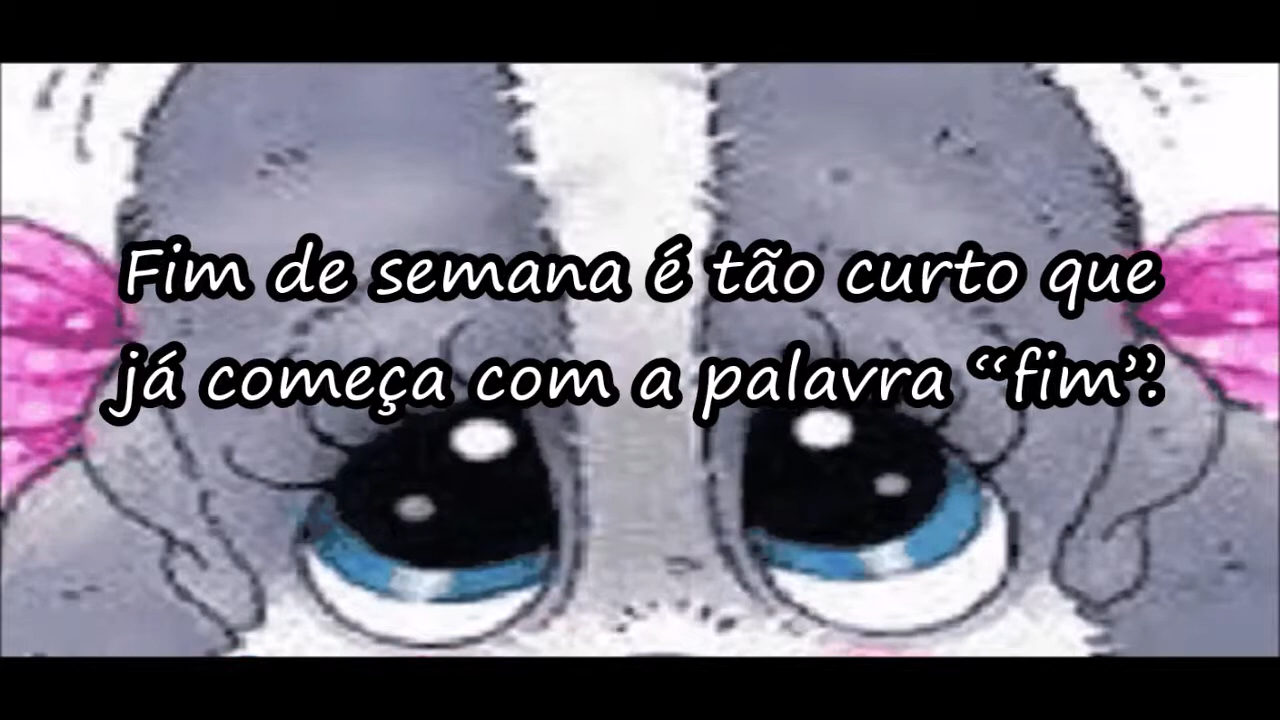 Fim de semana é tão curto que
já começa com a palavra “fim”.